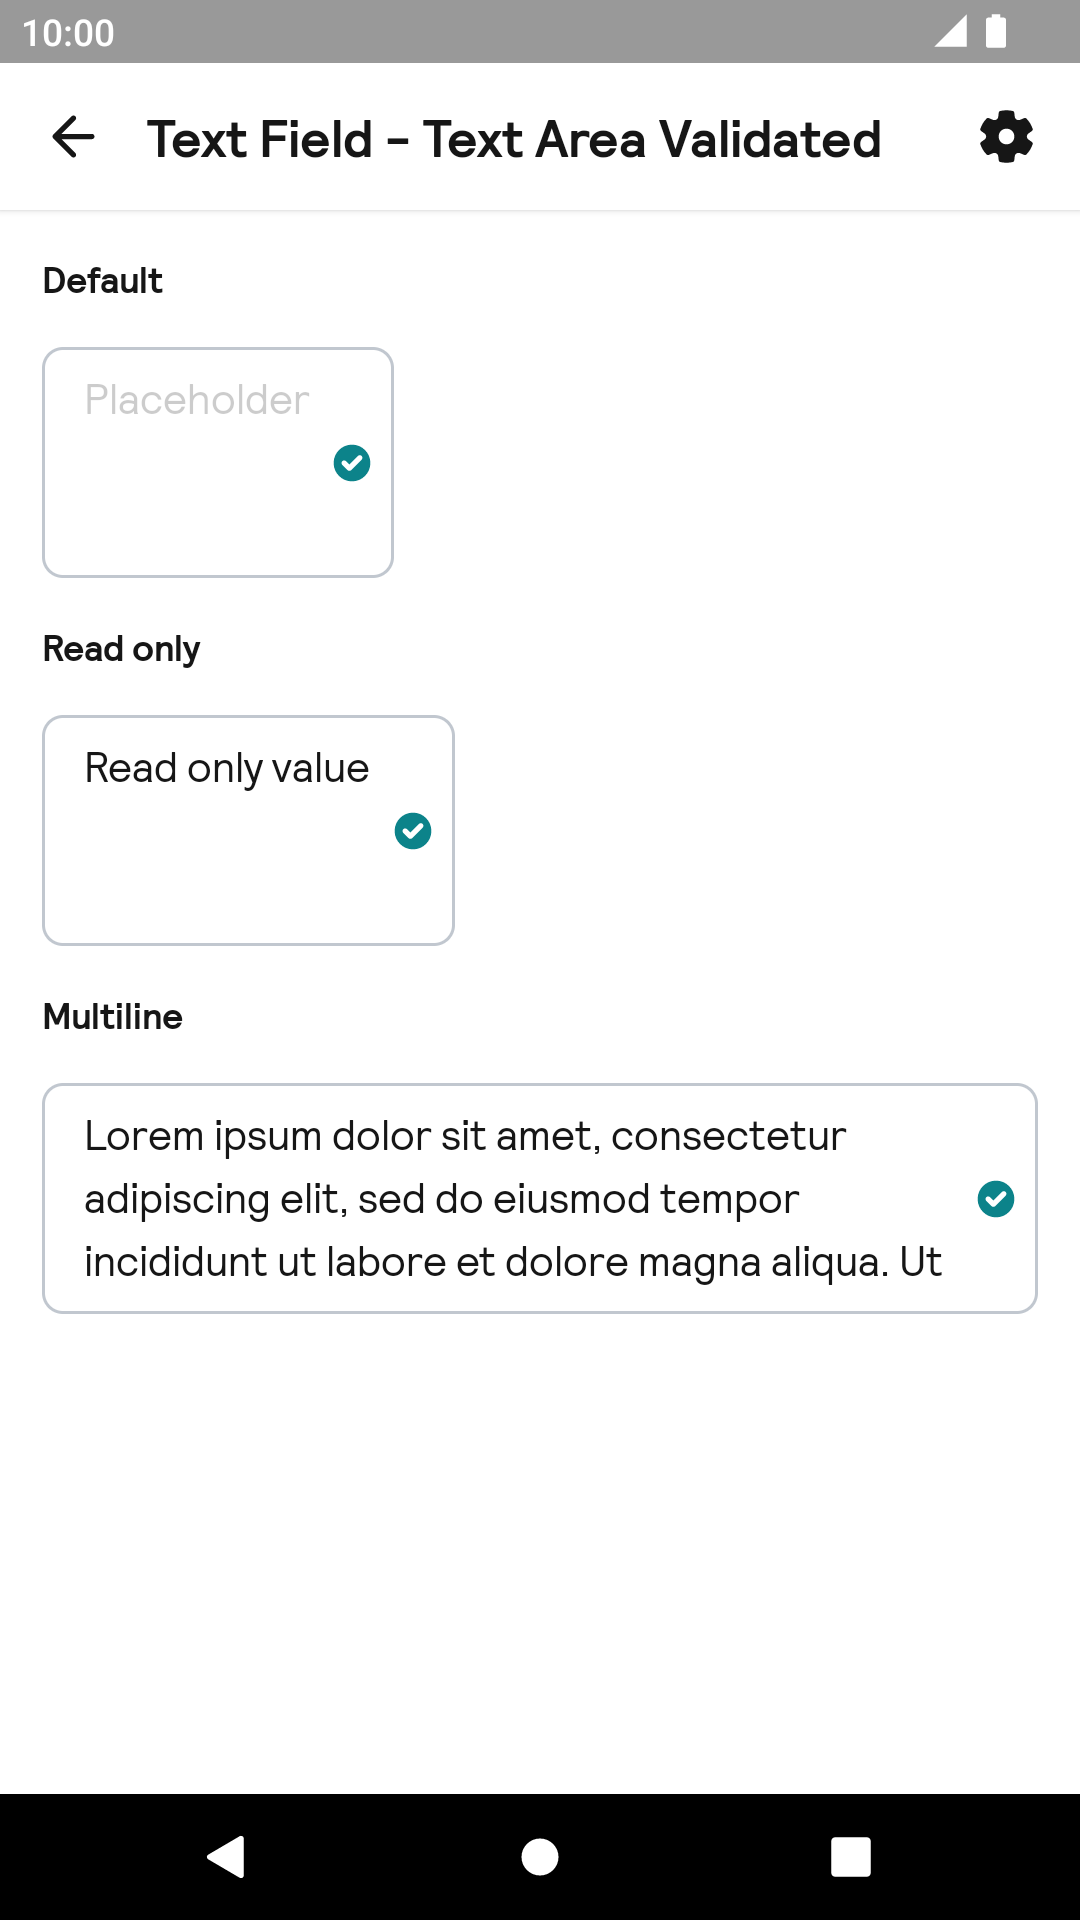 10:00
Text Field - Text Area Validated
Default
Placeholder
Read only
Read only value
Multiline
Lorem ipsum dolor sit amet, consectetur
adipiscing elit, sed do eiusmod tempor
incididunt ut labore et dolore magna aliqua. Ut